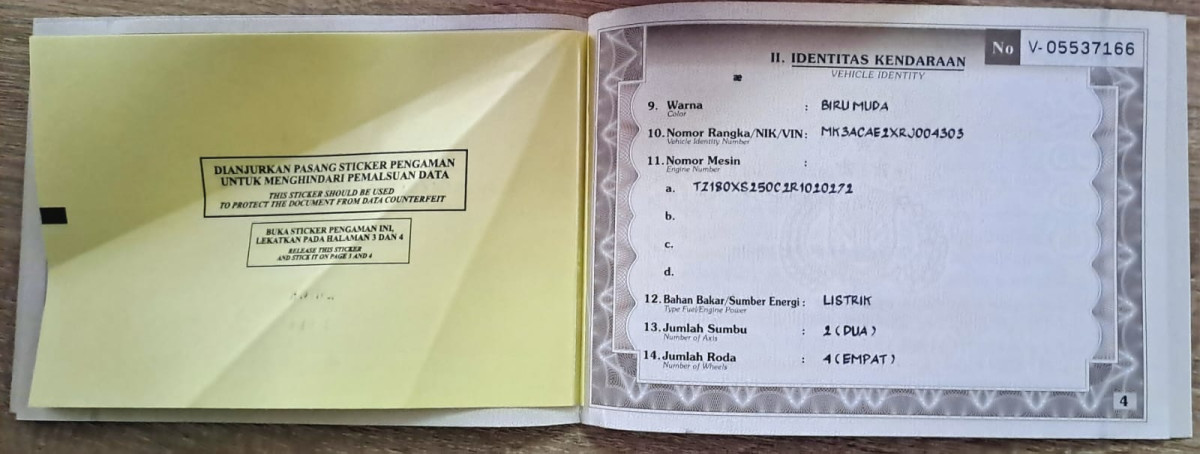 DIANJURKAN PASANG STICKER PENGAMAN
UNTUK MENGHINDARI PEMALSUAN DATA
THIS STICKER SHOULD BE USED
TO PROTECT THE DOCUMENT FROM DATA COUNTERFEIT
BUKA STICKER PENGAMAN INI,
LEKATKAN PADA HALAMAN 3 DAN 4
RELEASE THIS STICKER
AND STICK IT ON PAGE 3 AND 4
No V-05537166
II. IDENTITAS KENDARAAN
VEHICLE IDENTITY
9. Warna : BIRU MUDA
Color
10. Nomor Rangka/NIK/VIN: MK3ACAE2XRJ004303
Vehicle Identity Number
11. Nomor Mesin :
Engine Number
a. TZ180XS250C2R1020272
b.
c.
d.
12. Bahan Bakar/Sumber Energi : LISTRIK
Type Fuel/Engine Power
13. Jumlah Sumbu : 2 (DUA)
Number of Axis
14. Jumlah Roda : 4 (EMPAT)
Number of Wheels
4